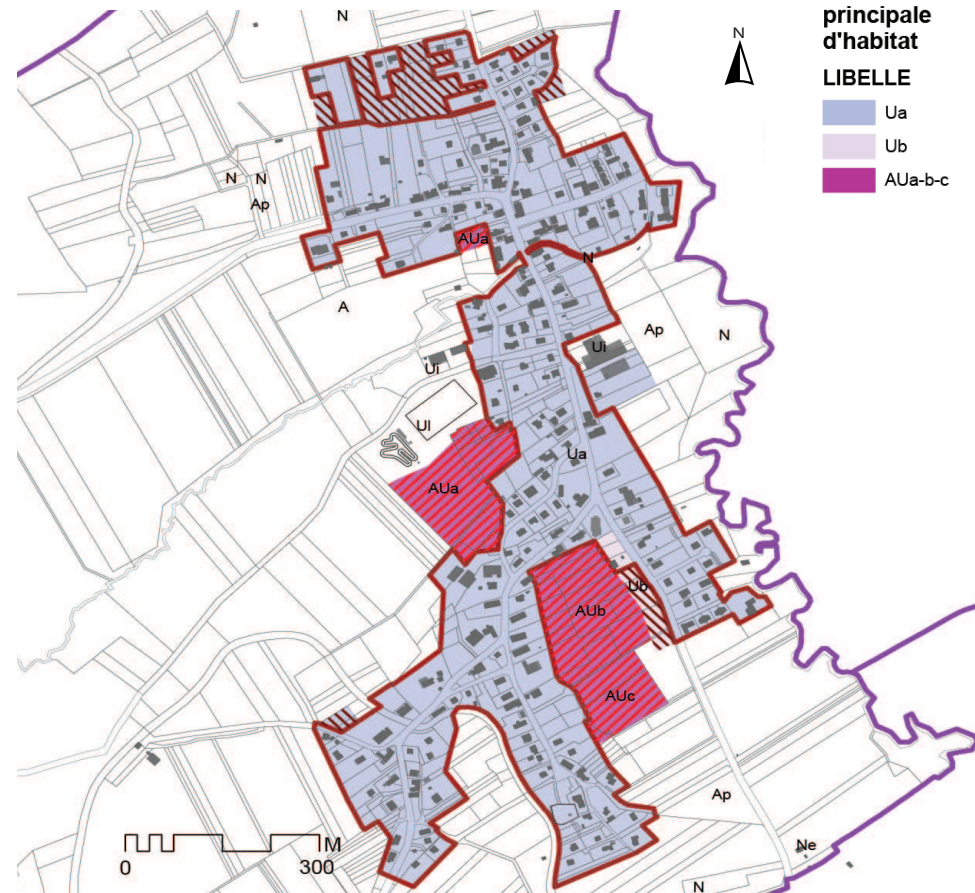 principale
d'habitat
LIBELLE
Ua
Ub
AUa-b-c
N
N
N
N
Ap
AUa
N
A
Ap
N
Ui
Ui
Ul
Ua
AUa
Ub
AUb
AUc
Ap
Ne
N
M
0
300